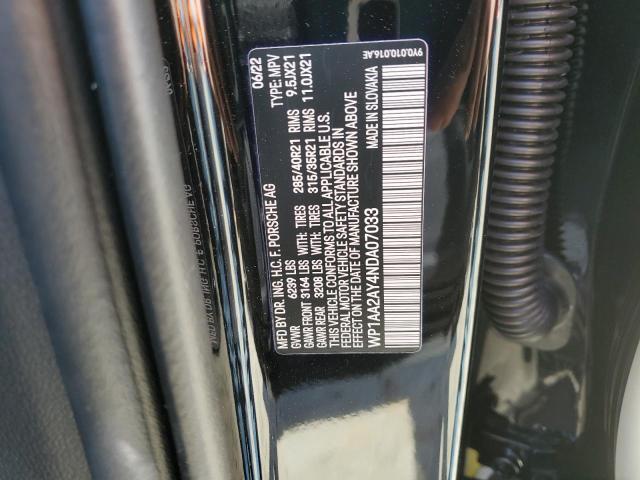 MFD BY DR. ING. H.C. F. PORSCHE AG 06/22
GVWR 6239 LBS TYPE: MPV
GAWR FRONT 3164 LBS WITH: TIRES 285/40R21 RIMS 9.5JX21
GAWR REAR 3208 LBS WITH: TIRES 315/35R21 RIMS 11.0JX21
THIS VEHICLE CONFORMS TO ALL APPLICABLE U.S.
FEDERAL MOTOR VEHICLE SAFETY STANDARDS IN
EFFECT ON THE DATE OF MANUFACTURE SHOWN ABOVE
WP1AA2AY4NDA07033 MADE IN SLOVAKIA
9Y0.010.016.AE